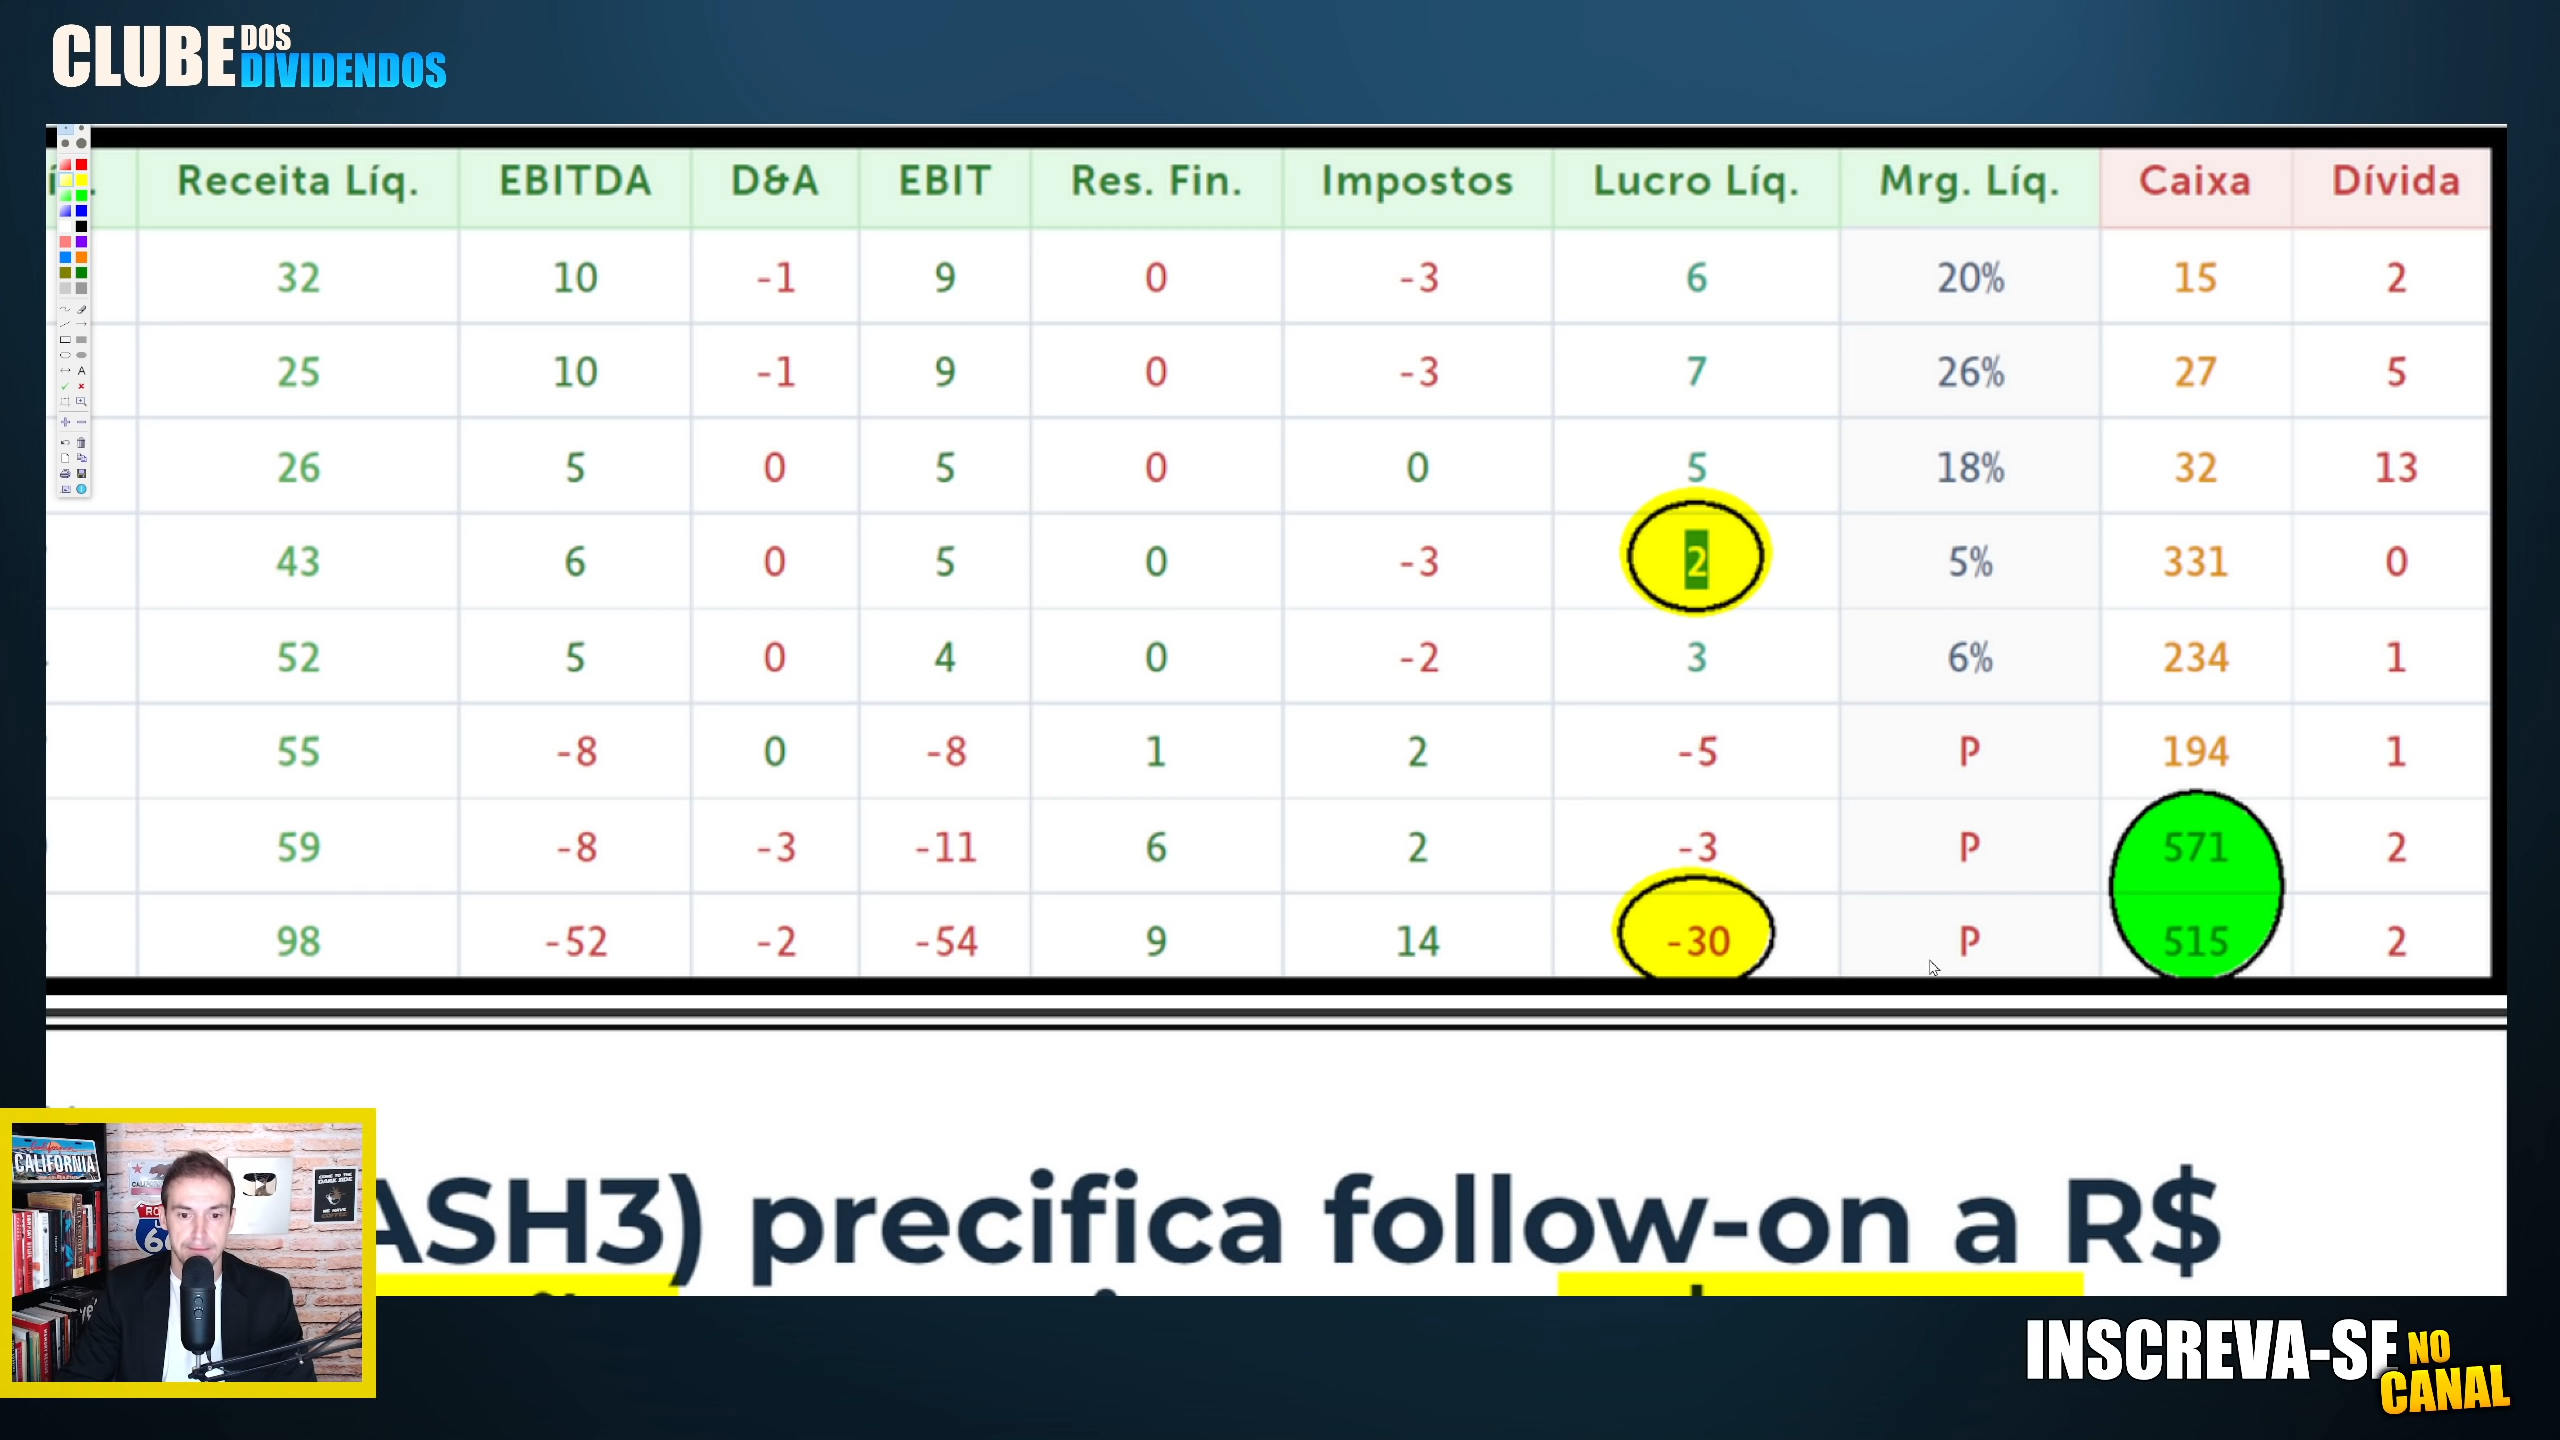 CLUBE DOS DIVIDENDOS
Receita Líq. EBITDA D&A EBIT Res. Fin. Impostos Lucro Líq. Mrg. Líq. Caixa Dívida
32 10 -1 9 0 -3 6 20% 15 2
25 10 -1 9 0 -3 7 26% 27 5
26 5 0 5 0 0 5 18% 32 13
43 6 0 5 0 -3 2 5% 331 0
52 5 0 4 0 -2 3 6% 234 1
55 -8 0 -8 1 2 -5 P 194 1
59 -8 -3 -11 6 2 -3 P 571 2
98 -52 -2 -54 9 14 -30 P 515 2
ASH3) precifica follow-on a R$
CALIFORNIA
INSCREVA-SE NO CANAL